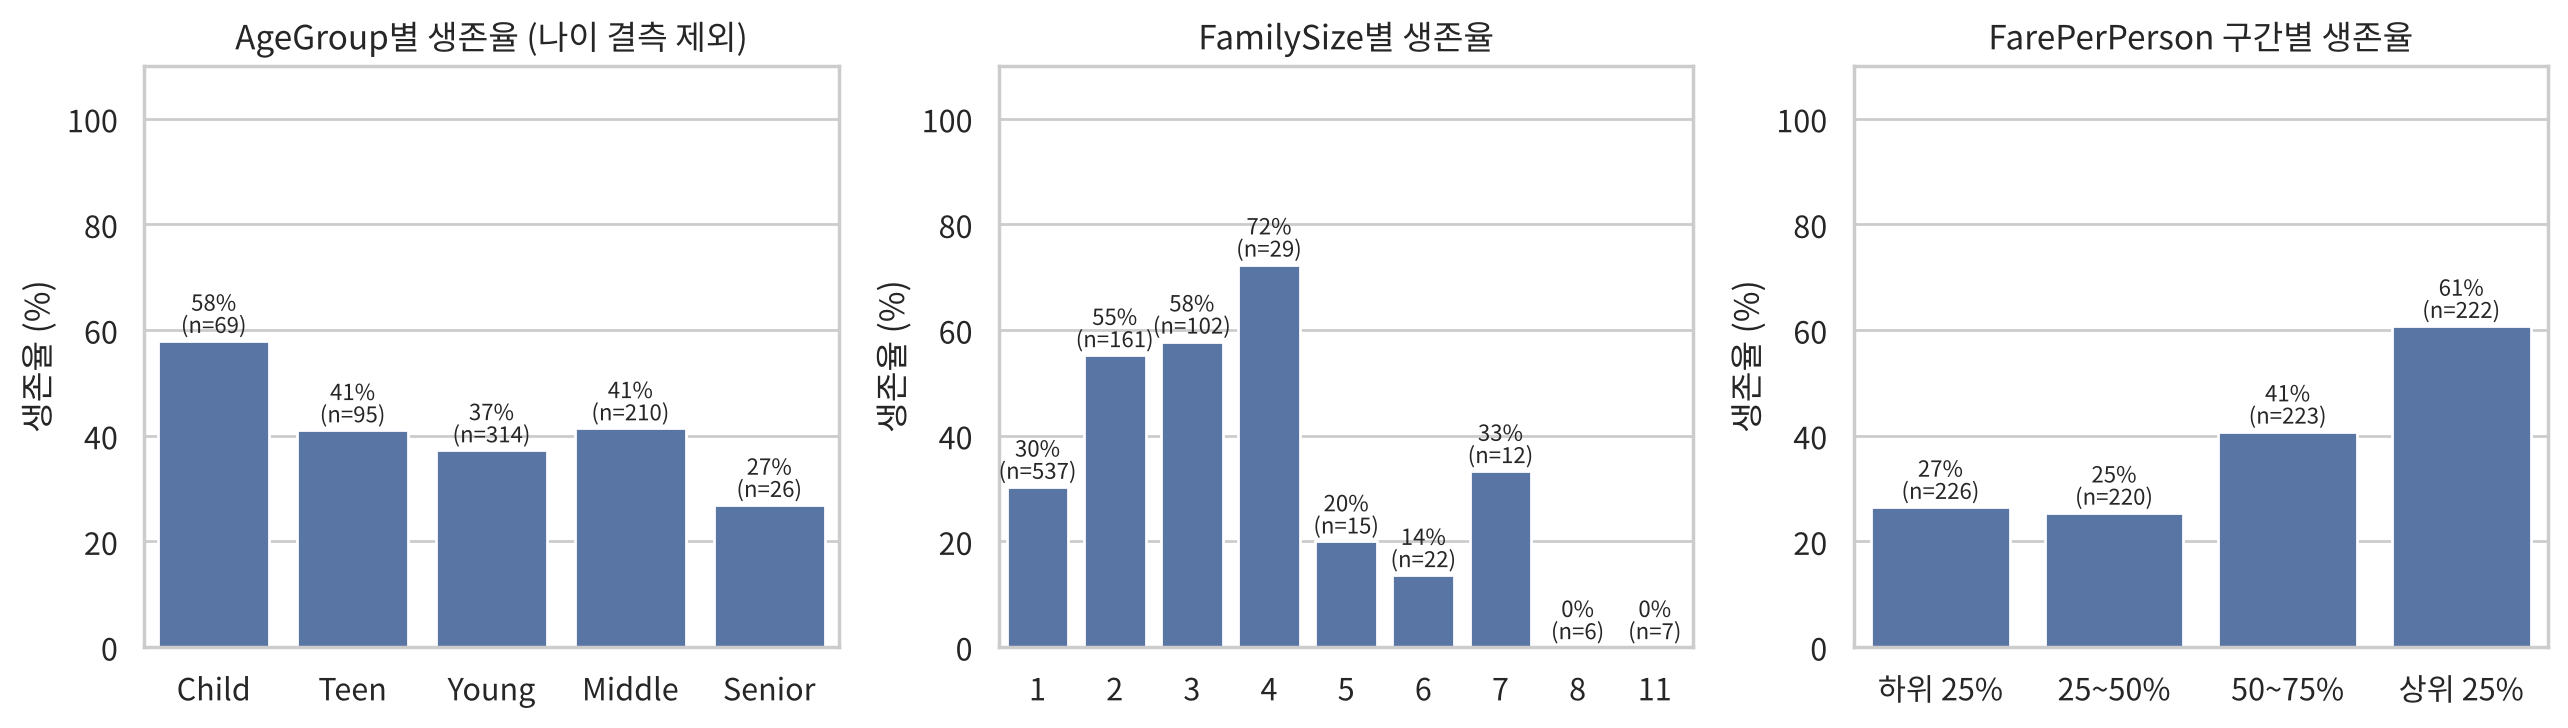 AgeGroup별 생존율 (나이 결측 제외)
생존율 (%)
100
80
60
40
20
0
58%
(n=69)
41%
(n=95)
37%
(n=314)
41%
(n=210)
27%
(n=26)
Child
Teen
Young
Middle
Senior
FamilySize별 생존율
생존율 (%)
100
80
60
40
20
0
30%
(n=537)
55%
(n=161)
58%
(n=102)
72%
(n=29)
20%
(n=15)
14%
(n=22)
33%
(n=12)
0%
(n=6)
0%
(n=7)
1
2
3
4
5
6
7
8
11
FarePerPerson 구간별 생존율
생존율 (%)
100
80
60
40
20
0
27%
(n=226)
25%
(n=220)
41%
(n=223)
61%
(n=222)
하위 25%
25~50%
50~75%
상위 25%